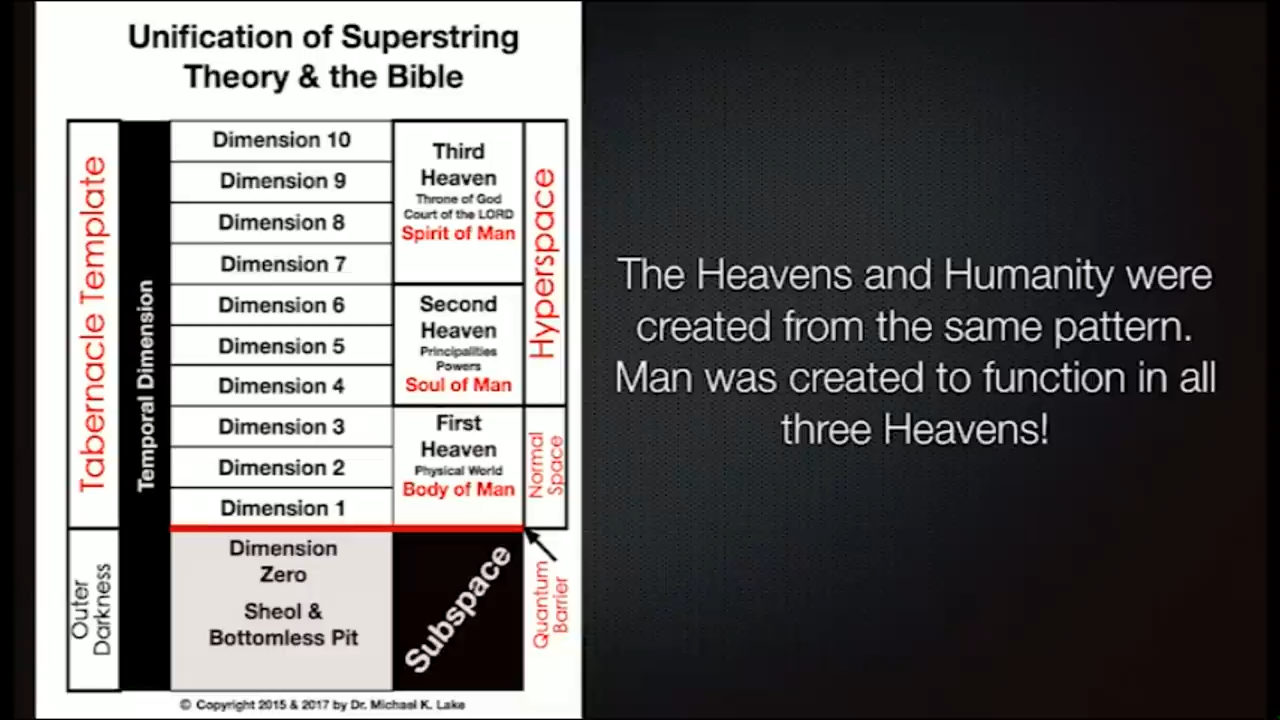 Unification of Superstring
Theory & the Bible
Tabernacle Template
Outer
Darkness
Temporal Dimension
Dimension 10
Dimension 9
Dimension 8
Dimension 7
Dimension 6
Dimension 5
Dimension 4
Dimension 3
Dimension 2
Dimension 1
Dimension
Zero
Sheol &
Bottomless Pit
Third
Heaven
Throne of God
Court of the LORD
Spirit of Man
Second
Heaven
Principalities
Powers
Soul of Man
First
Heaven
Physical World
Body of Man
Subspace
Hyperspace
Normal
Space
Quantum
Barrier
© Copyright 2015 & 2017 by Dr. Michael K. Lake
The Heavens and Humanity were
created from the same pattern.
Man was created to function in all
three Heavens!